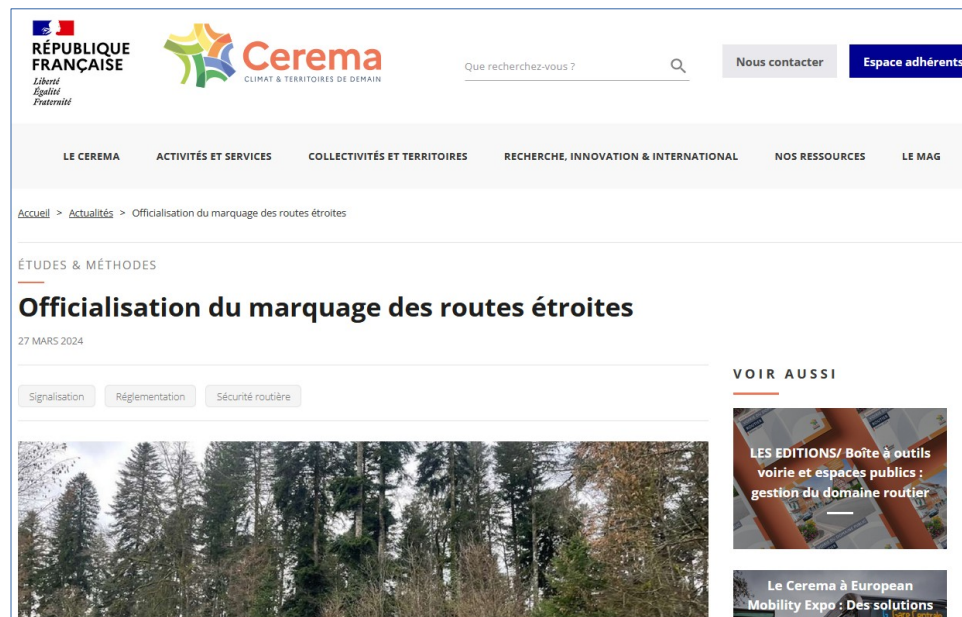 RÉPUBLIQUE
FRANÇAISE
Liberté
Égalité
Fraternité
Cerema
CLIMAT & TERRITOIRES DE DEMAIN
Que recherchez-vous ?
Nous contacter
Espace adhérents
LE CEREMA ACTIVITÉS ET SERVICES COLLECTIVITÉS ET TERRITOIRES RECHERCHE, INNOVATION & INTERNATIONAL NOS RESSOURCES LE MAG
Accueil > Actualités > Officialisation du marquage des routes étroites
ÉTUDES & MÉTHODES
Officialisation du marquage des routes étroites
27 MARS 2024
Signalisation Réglementation Sécurité routière
VOIR AUSSI
LES EDITIONS/ Boîte à outils
voirie et espaces publics :
gestion du domaine routier
Le Cerema à European
Mobility Expo : Des solutions